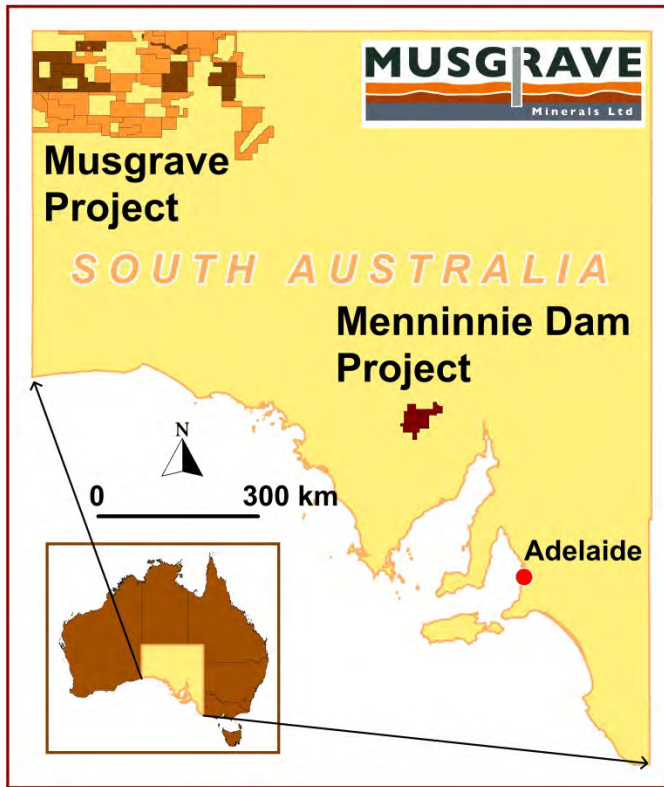 MUSGRAVE
Minerals Ltd
Musgrave
Project
SOUTH AUSTRALIA
Menninnie Dam
Project
N
0 300 km
Adelaide